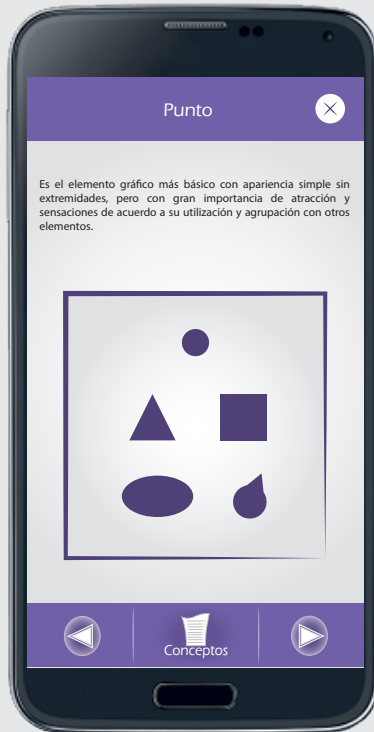 Punto
Es el elemento gráfico más básico con apariencia simple sin
extremidades, pero con gran importancia de atracción y
sensaciones de acuerdo a su utilización y agrupación con otros
elementos.
Conceptos